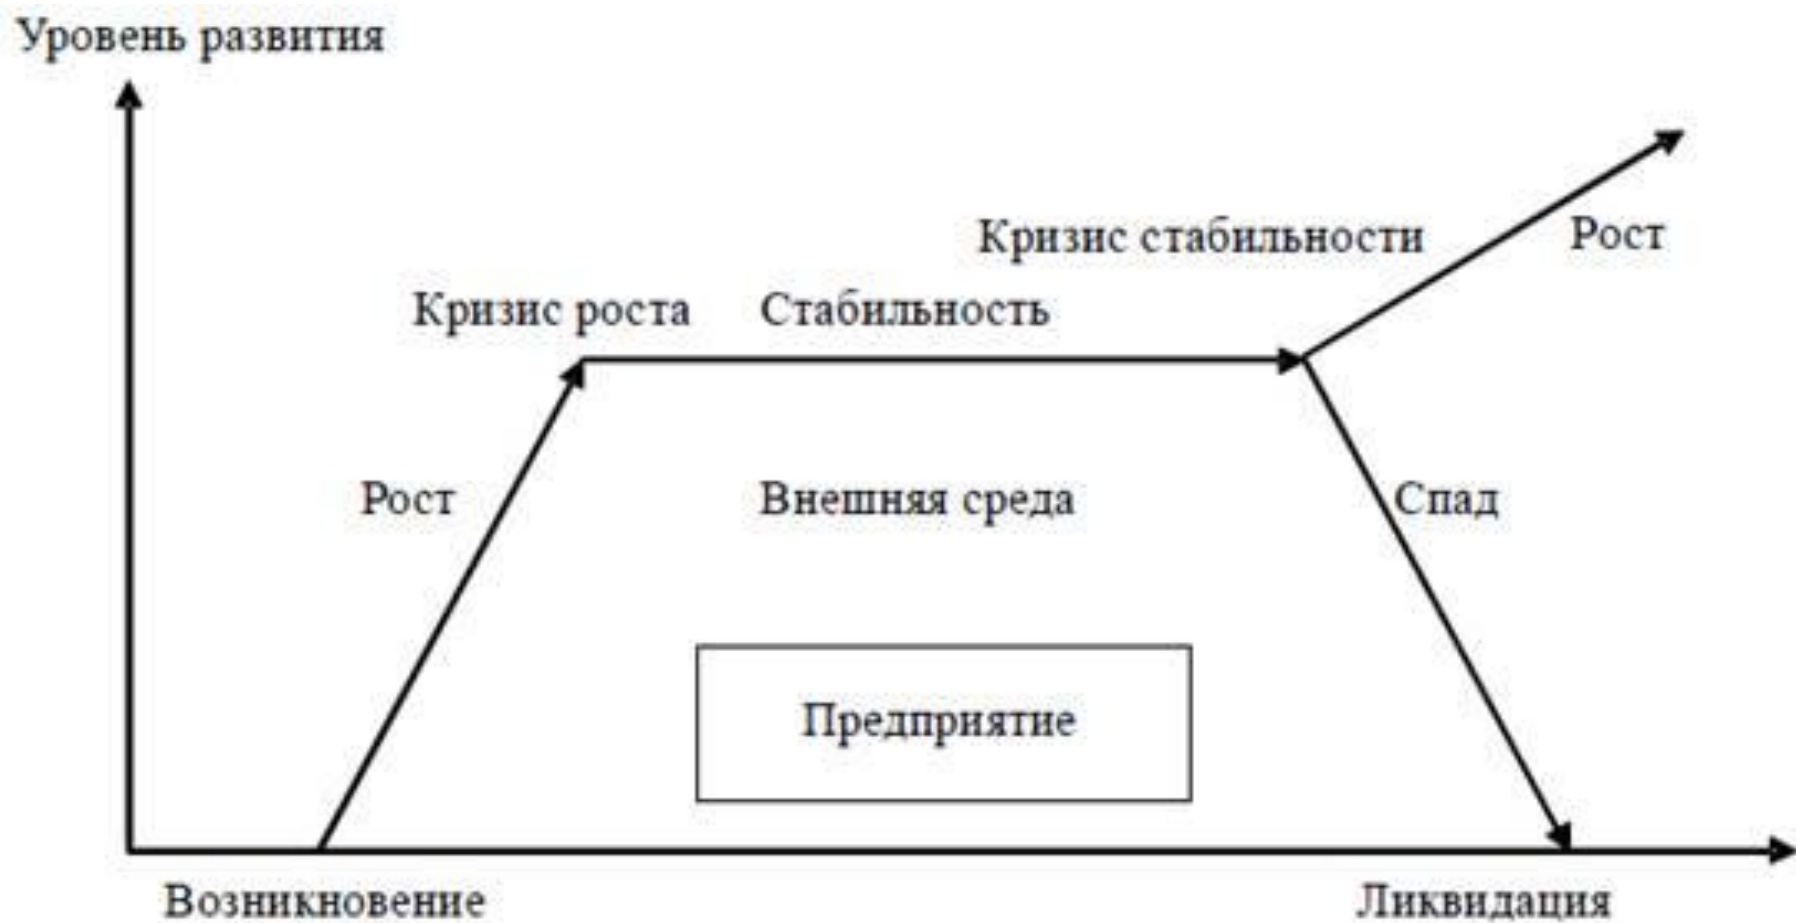 Уровень развития
Кризис стабильности
Рост
Кризис роста
Стабильность
Рост
Внешняя среда
Спад
Предприятие
Возникновение
Ликвидация